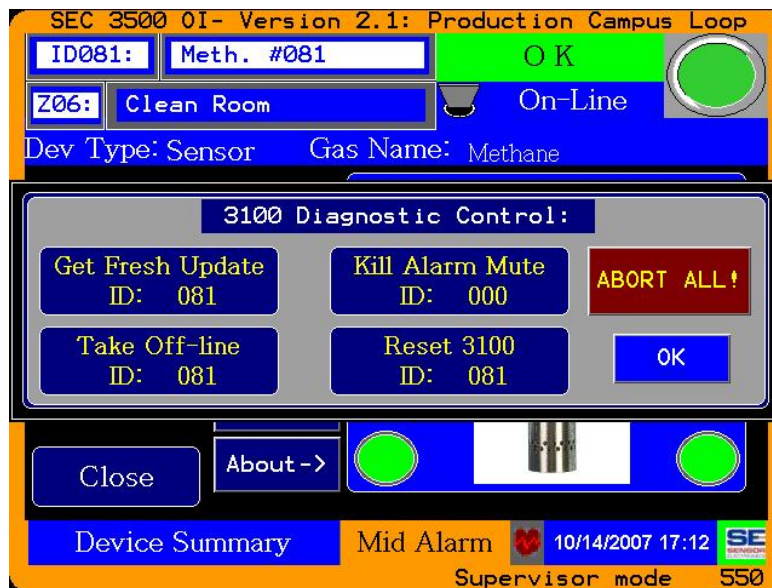 SEC 3500 OI- Version 2.1: Production Campus Loop
ID081: Meth. #081 OK
Z06: Clean Room On-Line
Dev Type: Sensor Gas Name: Methane
3100 Diagnostic Control:
Get Fresh Update
ID: 081
Kill Alarm Mute
ID: 000
ABORT ALL!
Take Off-line
ID: 081
Reset 3100
ID: 081
OK
Close
About->
Device Summary Mid Alarm 10/14/2007 17:12 SE
SENSOR
Supervisor mode 550